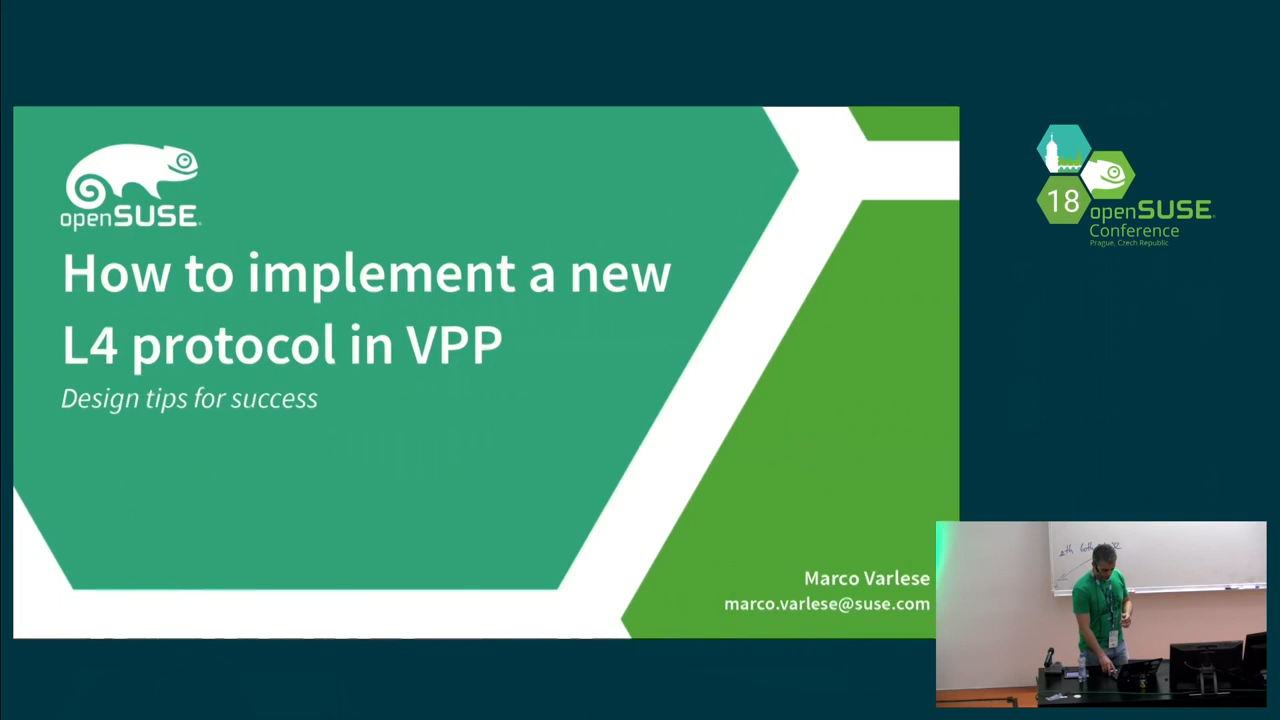 openSUSE
How to implement a new
L4 protocol in VPP
Design tips for success
Marco Varlese
marco.varlese@suse.com
18
openSUSE
Conference
Prague, Czech Republic